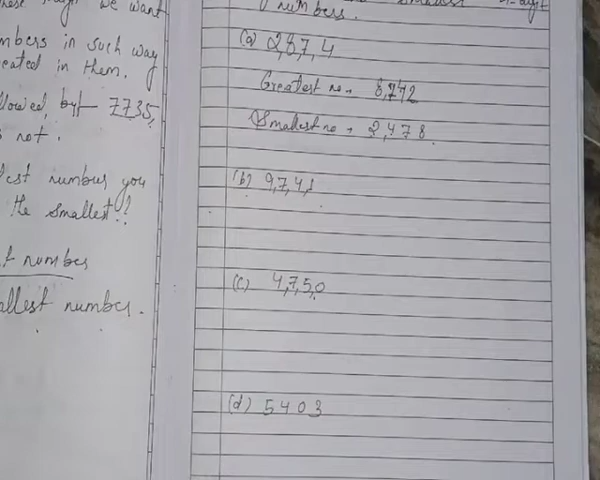 we want
mbers in such way
eated in them.
llowed, but 7735,
s not.
test numbers you
the smallest!!
t number
allest number.
numbers.
(a) 2,8,7,4
Greatest no → 8,742
Smallest no → 2,478.
(b) 9,7,4,1
(c) 4,7,5,0
(d) 5 4 0 3